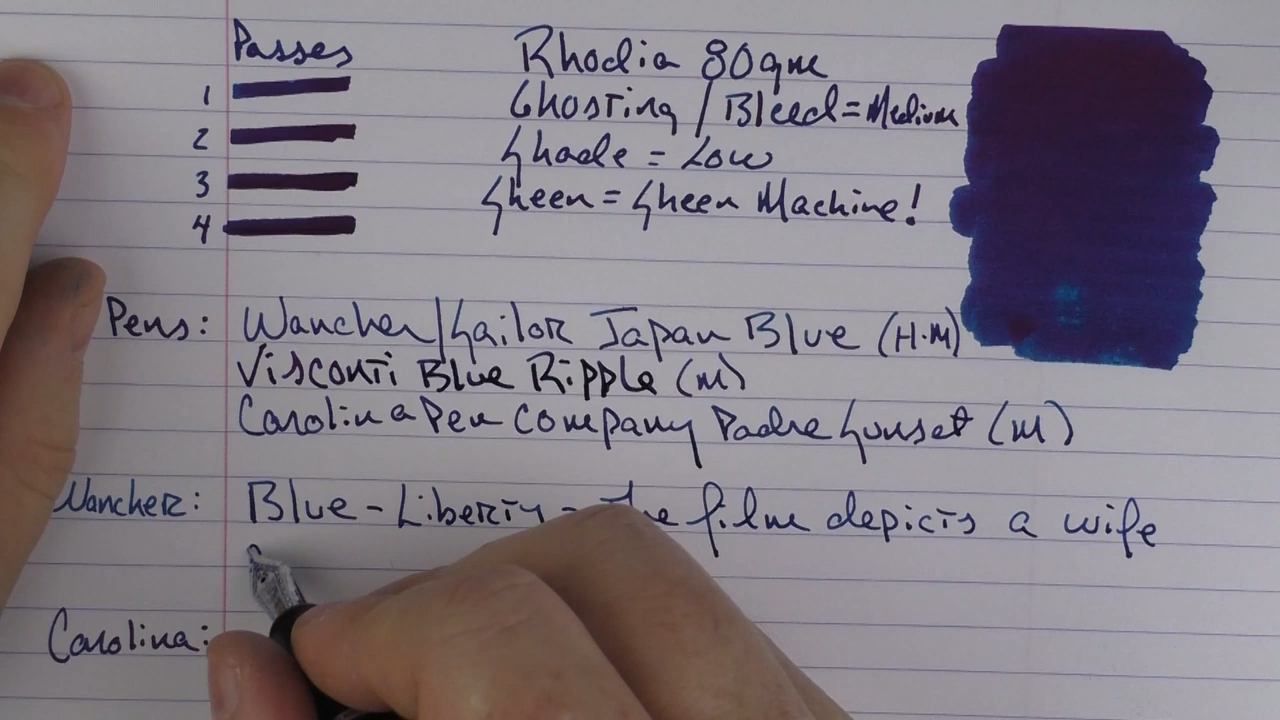 Passes
1
2
3
4
Rhodia 80gm
Ghosting / Bleed = Medium
Shade = Low
Sheen = Sheen Machine!
Pens: Wancher/Sailor Japan Blue (H.M)
Visconti Blue Ripple (M)
Carolina Pen Company Padre Sunset (M)
Wancher: Blue - Liberty - the film depicts a wife
Carolina: